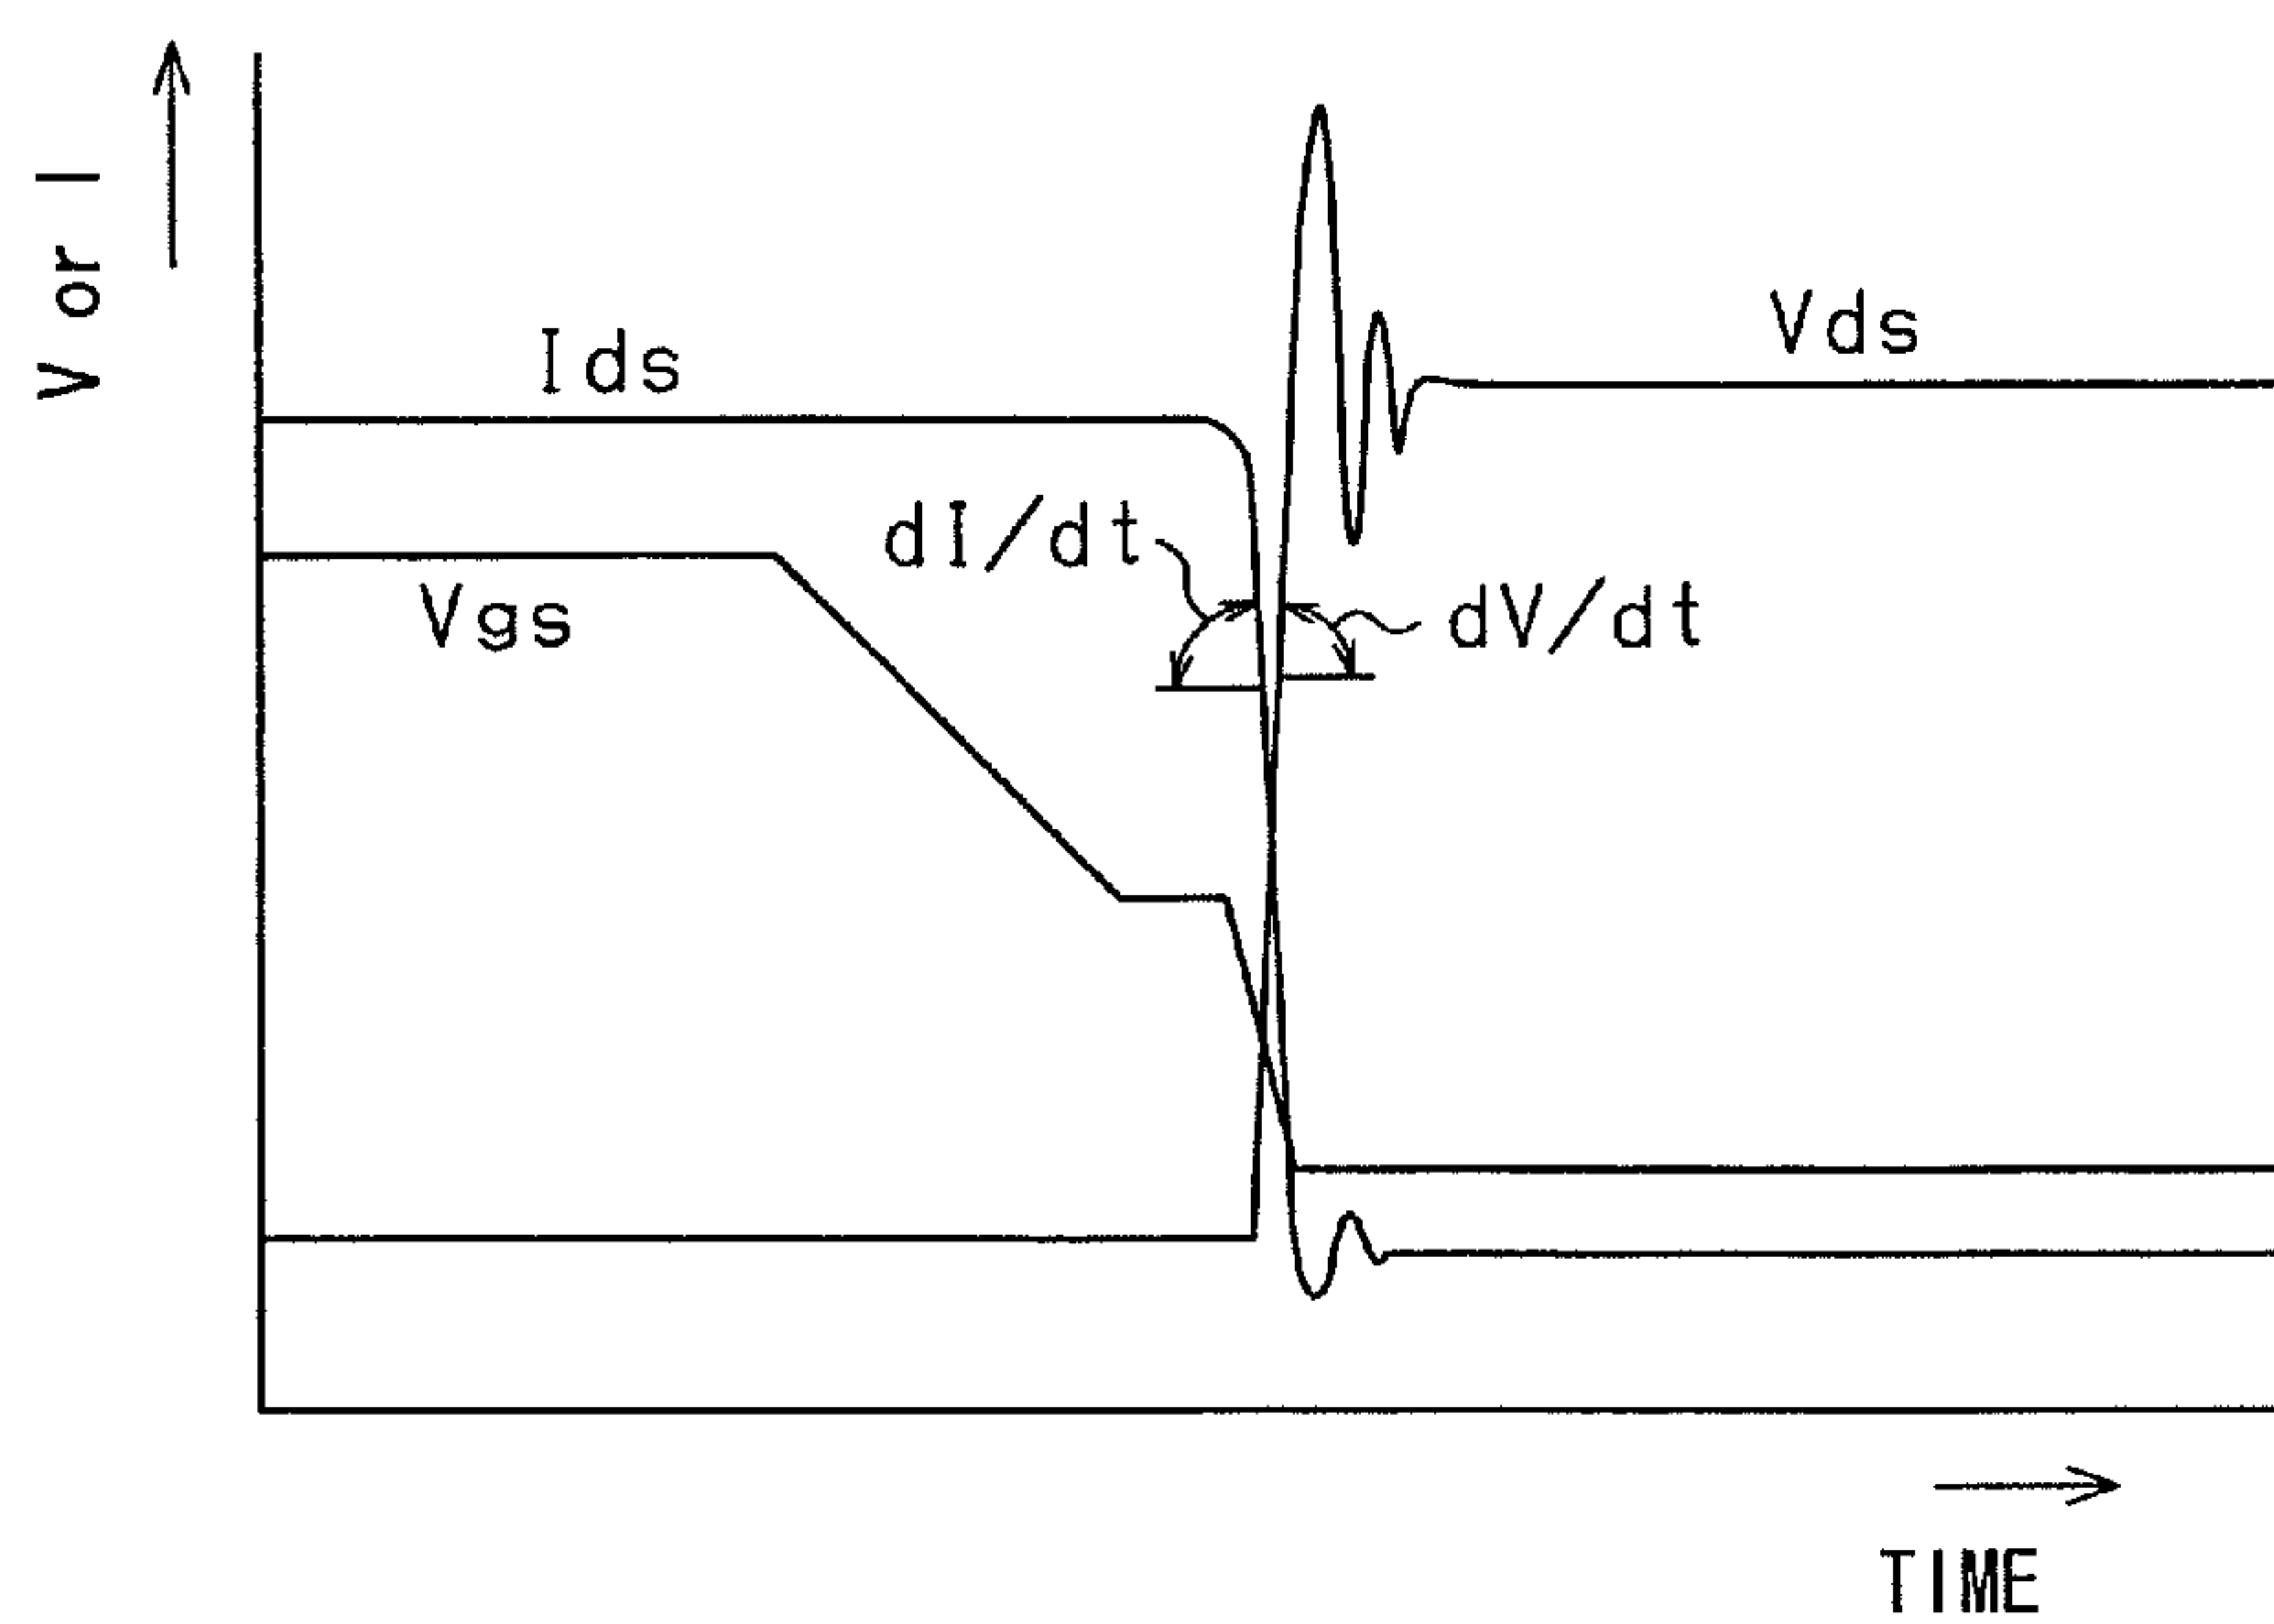 V or I
Ids
Vds
dI/dt
Vgs
dV/dt
TIME